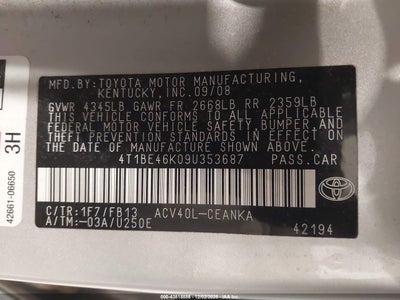 MFD.BY:TOYOTA MOTOR MANUFACTURING,
KENTUCKY,INC.09/08
GVWR 4345LB GAWR FR 2668LB RR 2359LB
THIS VEHICLE CONFORMS TO ALL APPLICABLE
FEDERAL MOTOR VEHICLE SAFETY, BUMPER, AND
THEFT PREVENTION STANDARDS IN EFFECT ON
THE DATE OF MANUFACTURE SHOWN ABOVE.
4T1BE46K09U353687 PASS.CAR
C/TR:1F7/FB13 ACV40L-CEANKA
A/TM:-03A/U250E
42194
TOYOTA
42661-06650
3H